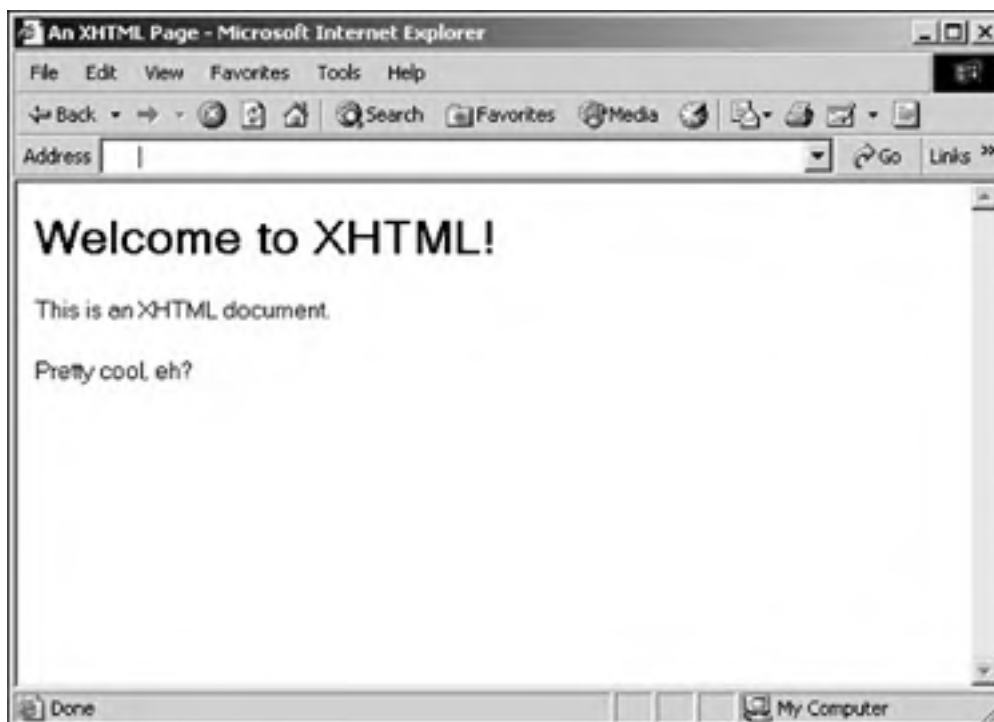 An XHTML Page - Microsoft Internet Explorer
File Edit View Favorites Tools Help
Back Search Favorites Media
Address Go Links »
Welcome to XHTML!
This is an XHTML document.
Pretty cool, eh?
Done My Computer